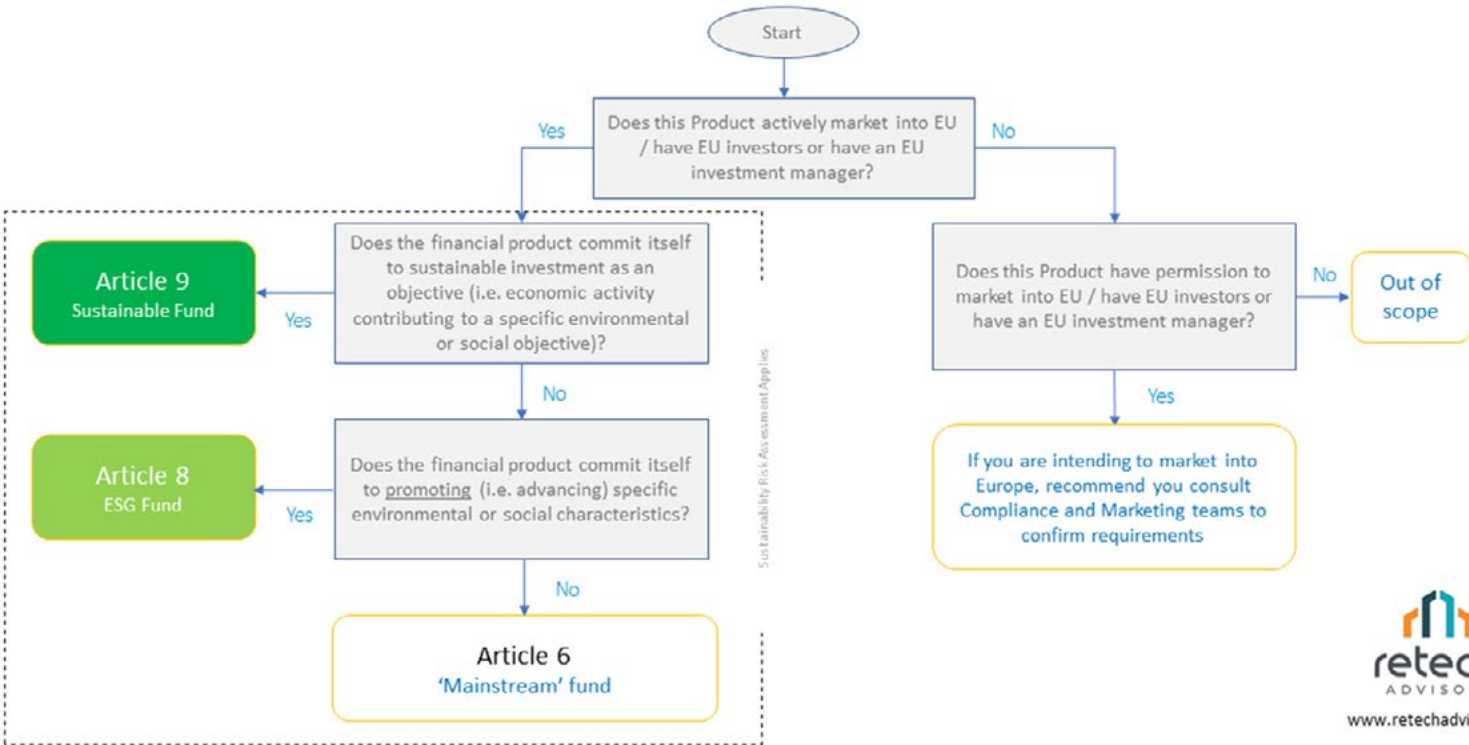 Start
Does this Product actively market into EU
/ have EU investors or have an EU
investment manager?
Yes
No
Does the financial product commit itself
to sustainable investment as an
objective (i.e. economic activity
contributing to a specific environmental
or social objective)?
Yes
Article 9
Sustainable Fund
No
Does the financial product commit itself
to promoting (i.e. advancing) specific
environmental or social characteristics?
Yes
Article 8
ESG Fund
No
Article 6
‘Mainstream’ fund
Sustainability Risk Assessment Applies
Does this Product have permission to
market into EU / have EU investors or
have an EU investment manager?
No
Out of
scope
Yes
If you are intending to market into
Europe, recommend you consult
Compliance and Marketing teams to
confirm requirements
retec
ADVISO
www.retechadvi